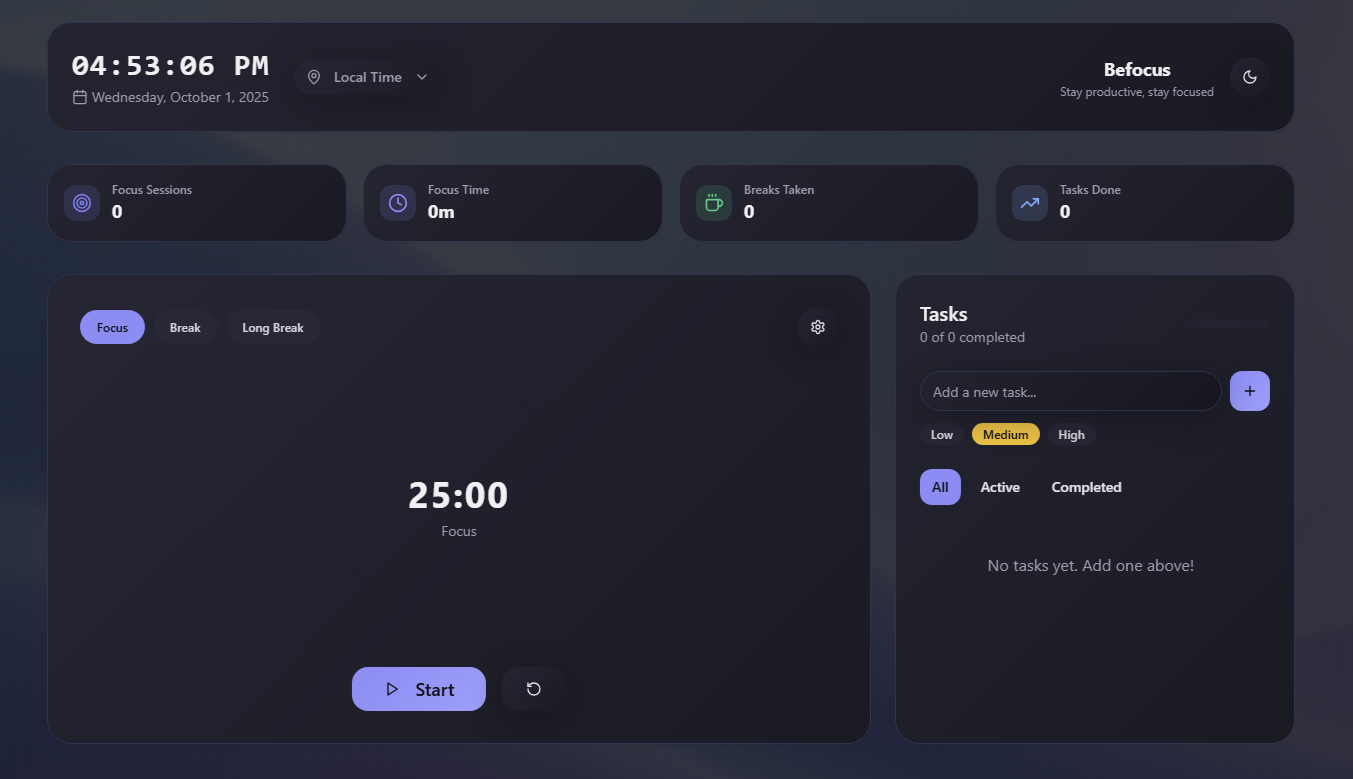 04:53:06 PM
Local Time
Wednesday, October 1, 2025
Befocus
Stay productive, stay focused
Focus Sessions
0
Focus Time
0m
Breaks Taken
0
Tasks Done
0
Focus Break Long Break
25:00
Focus
Start
Tasks
0 of 0 completed
Add a new task...
Low Medium High
All Active Completed
No tasks yet. Add one above!